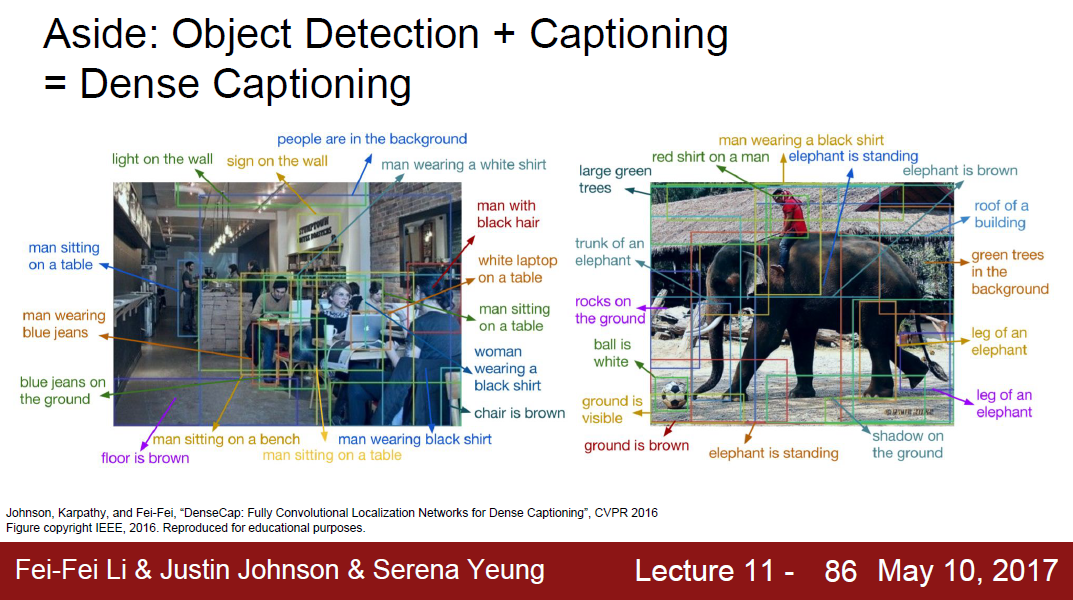 Aside: Object Detection + Captioning
= Dense Captioning
people are in the background
light on the wall
sign on the wall
man wearing a white shirt
man with
black hair
man sitting
on a table
white laptop
on a table
man wearing
blue jeans
man sitting
on a table
woman
wearing a
black shirt
blue jeans on
the ground
chair is brown
man sitting on a bench
man wearing black shirt
man sitting on a table
floor is brown
STUMPTOWN
COFFEE ROASTERS
man wearing a black shirt
red shirt on a man
elephant is standing
large green
trees
elephant is brown
roof of a
building
trunk of an
elephant
green trees
in the
background
rocks on
the ground
ball is
white
leg of an
elephant
ground is
visible
leg of an
elephant
ground is brown
elephant is standing
shadow on
the ground
Johnson, Karpathy, and Fei-Fei, “DenseCap: Fully Convolutional Localization Networks for Dense Captioning”, CVPR 2016
Figure copyright IEEE, 2016. Reproduced for educational purposes.
Fei-Fei Li & Justin Johnson & Serena Yeung
Lecture 11 - 86 May 10, 2017